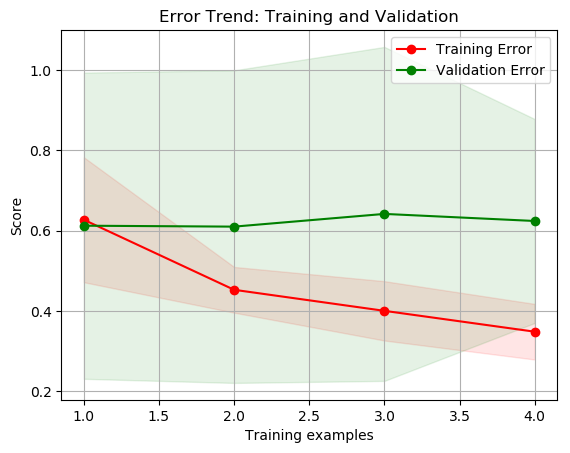 Error Trend: Training and Validation
Training Error
Validation Error
1.0
0.8
0.6
0.4
0.2
Score
1.0 1.5 2.0 2.5 3.0 3.5 4.0
Training examples